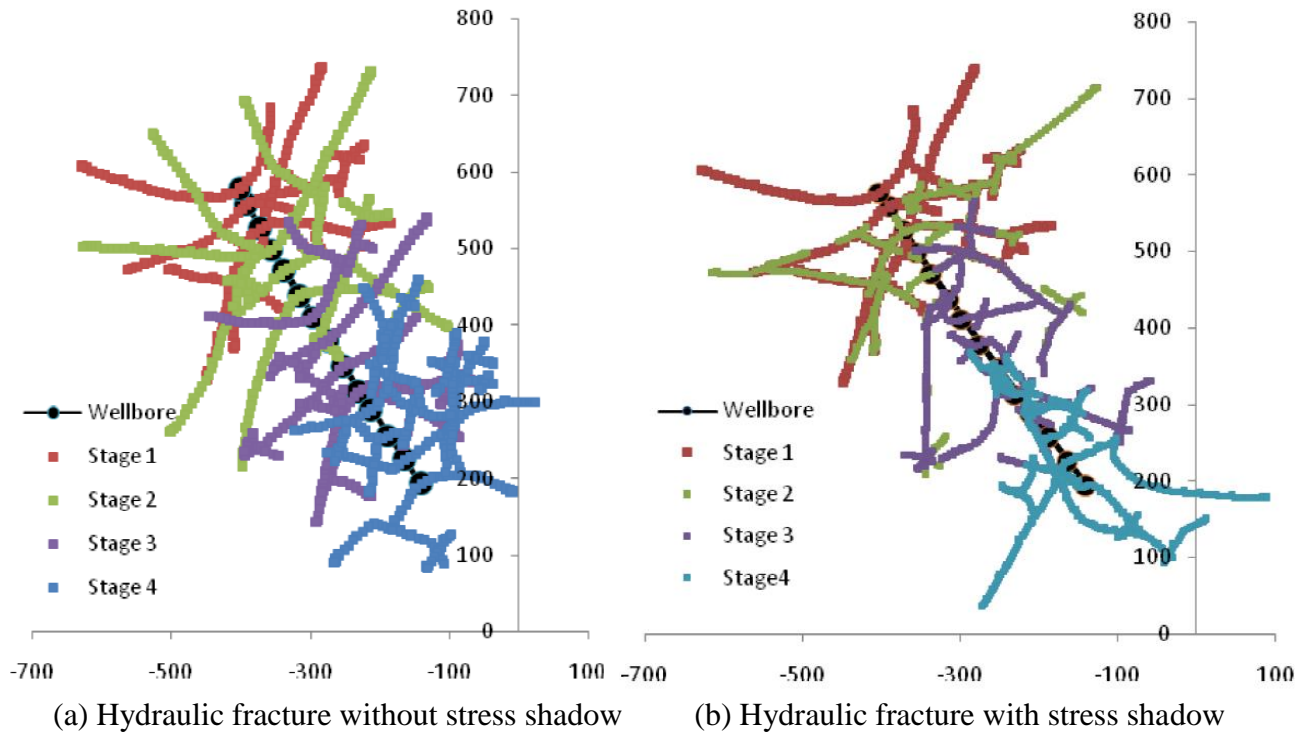 800
700
600
500
400
300
200
100
0
Wellbore
Stage 1
Stage 2
Stage 3
Stage 4
-700 -500 -300 -100 100
(a) Hydraulic fracture without stress shadow
800
700
600
500
400
300
200
100
0
Wellbore
Stage 1
Stage 2
Stage 3
Stage4
-700 -500 -300 -100 100
(b) Hydraulic fracture with stress shadow